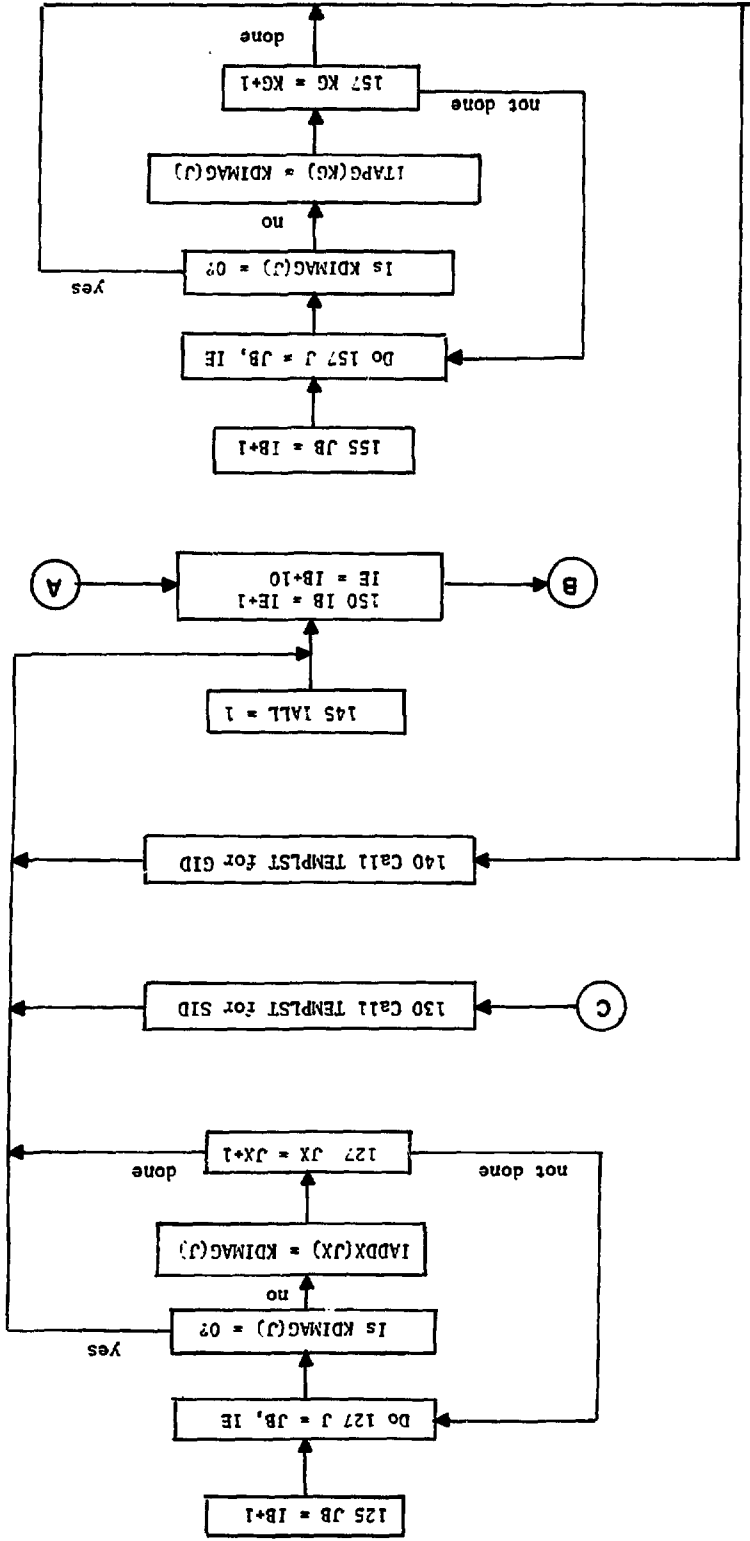 125 JB = IB+1
Do 127 J = JB, IE
Is KDIMAG(J) = 0?
yes
no
IADDX(JX) = KDIMAG(J)
not done
127 JX = JX+1
done
C
130 Call TEMPLST for SID
140 Call TEMPLST for GID
145 IALL = 1
B
150 IB = IE+1
IE = IB+10
A
155 JB = IB+1
Do 157 J = JB, IE
Is KDIMAG(J) = 0?
yes
no
ITAPG(KG) = KDIMAG(J)
not done
157 KG = KG+1
done